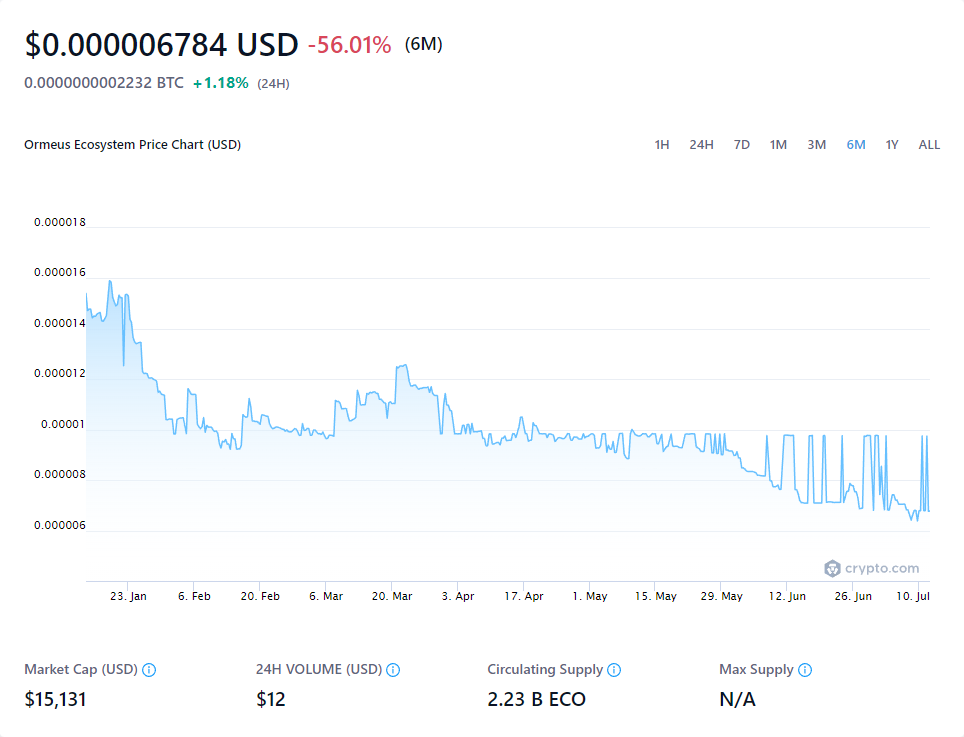 $0.000006784 USD -56.01% (6M)
0.0000000002232 BTC +1.18% (24H)
Ormeus Ecosystem Price Chart (USD) 1H 24H 7D 1M 3M 6M 1Y ALL
0.000018
0.000016
0.000014
0.000012
0.00001
0.000008
0.000006
crypto.com
23. Jan 6. Feb 20. Feb 6. Mar 20. Mar 3. Apr 17. Apr 1. May 15. May 29. May 12. Jun 26. Jun 10. Jul
Market Cap (USD) 24H VOLUME (USD) Circulating Supply Max Supply
$15,131 $12 2.23 B ECO N/A